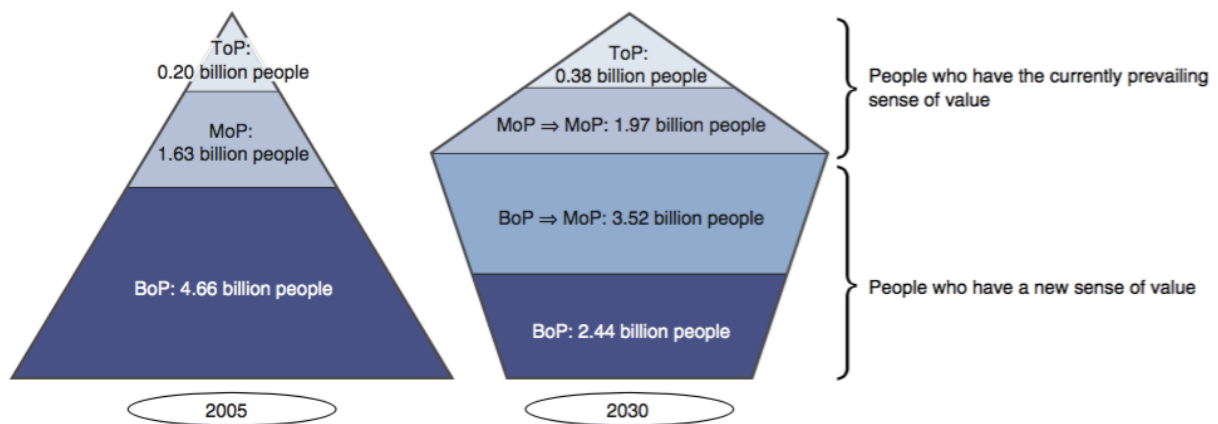 ToP:
0.20 billion people
MoP:
1.63 billion people
BoP: 4.66 billion people
2005
ToP:
0.38 billion people
MoP ⇒ MoP: 1.97 billion people
BoP ⇒ MoP: 3.52 billion people
BoP: 2.44 billion people
2030
People who have the currently prevailing
sense of value
People who have a new sense of value